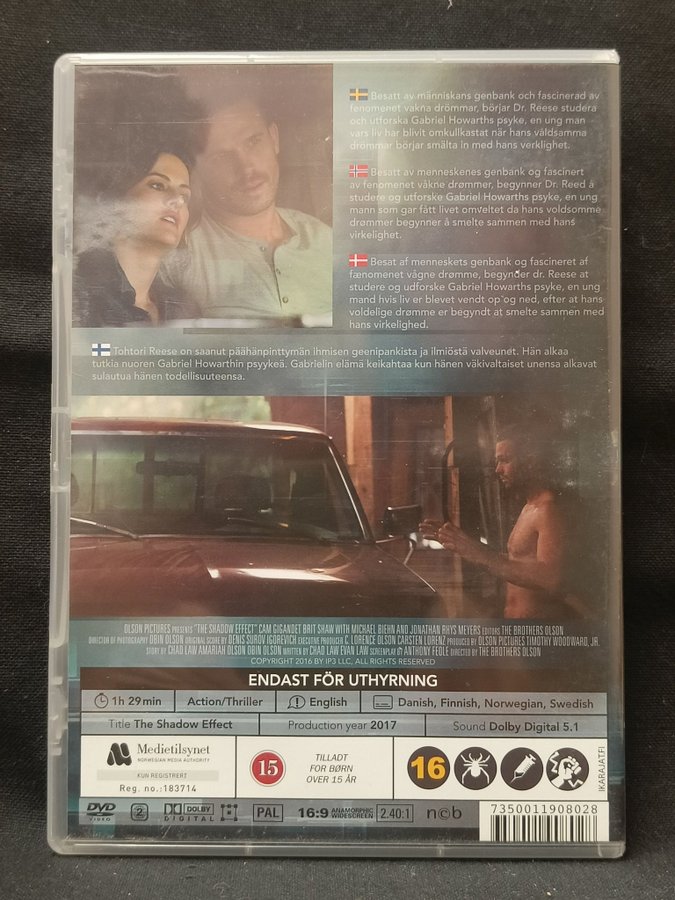 Besatt av människans genbank och fascinerad av
fenomenet vakna drömmar, börjar Dr. Reese studera
och utforska Gabriel Howarths psyke, en ung man
vars liv har blivit omkullkastat när hans våldsamma
drömmar börjar smälta in med hans verklighet.
Besatt av menneskenes genbank og fascinert
av fenomenet våkne drømmer, begynner Dr. Reed å
studere og utforske Gabriel Howarths psyke, en ung
mann som gar fått livet omveltet da hans voldsomme
drømmer begynner å smelte sammen med hans
virkelighet.
Besat af menneskets genbank og fascineret af
fænomenet vågne drømme, begynder dr. Reese at
studere og udforske Gabriel Howarths psyke, en ung
mand hvis liv er blevet vendt op og ned, efter at hans
voldelige drømme er begyndt at smelte sammen med
hans virkelighed.
Tohtori Reese on saanut päähänpinttymän ihmisen geenipankista ja ilmiöstä valveunet. Hän alkaa
tutkia nuoren Gabriel Howarthin psyykeä. Gabrielin elämä keikahtaa kun hänen väkivaltaiset unensa alkavat
sulautua hänen todellisuuteensa.
OLSON PICTURES PRESENTS "THE SHADOW EFFECT" CAM GIGANDET BRIT SHAW WITH MICHAEL BIEHN AND JONATHAN RHYS MEYERS EDITORS THE BROTHERS OLSON
DIRECTOR OF PHOTOGRAPHY OBIN OLSON ORIGINAL SCORE BY DENIS SUROV IGOREVICH EXECUTIVE PRODUCER C. LORENCE OLSON CARSTEN LORENZ PRODUCED BY OLSON PICTURES TIMOTHY WOODWARD, JR.
STORY BY CHAD LAW AMARIAH OLSON OBIN OLSON WRITTEN BY CHAD LAW EVAN LAW SCREENPLAY BY ANTHONY FEOLE DIRECTED BY THE BROTHERS OLSON
COPYRIGHT 2016 BY IP3 LLC, ALL RIGHTS RESERVED
ENDAST FÖR UTHYRNING
1h 29min Action/Thriller English Danish, Finnish, Norwegian, Swedish
Title The Shadow Effect Production year 2017 Sound Dolby Digital 5.1
Medietilsynet
NORWEGIAN MEDIA AUTHORITY
KUN REGISTRERT
Reg. no.:183714
15
TILLADT
FOR BØRN
OVER 15 ÅR
16
IKARAJAT.FI
DVD
VIDEO
2
DOLBY
DIGITAL
PAL
16:9 ANAMORPHIC
WIDESCREEN
2.40:1
ncb
7350011908028